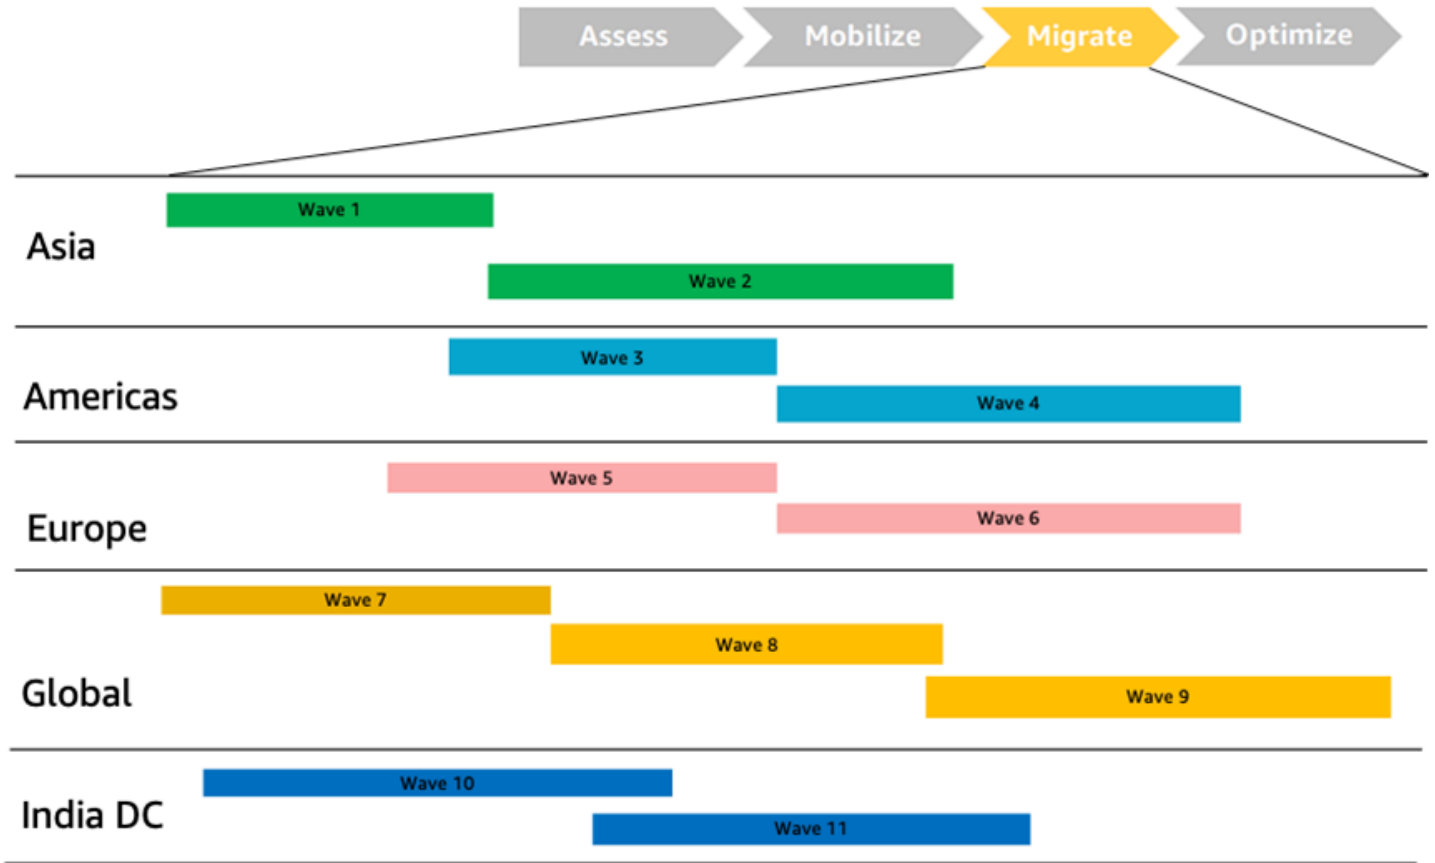 Assess Mobilize Migrate Optimize
Wave 1
Asia
Wave 2
Wave 3
Americas
Wave 4
Wave 5
Europe
Wave 6
Wave 7
Wave 8
Global
Wave 9
Wave 10
India DC
Wave 11